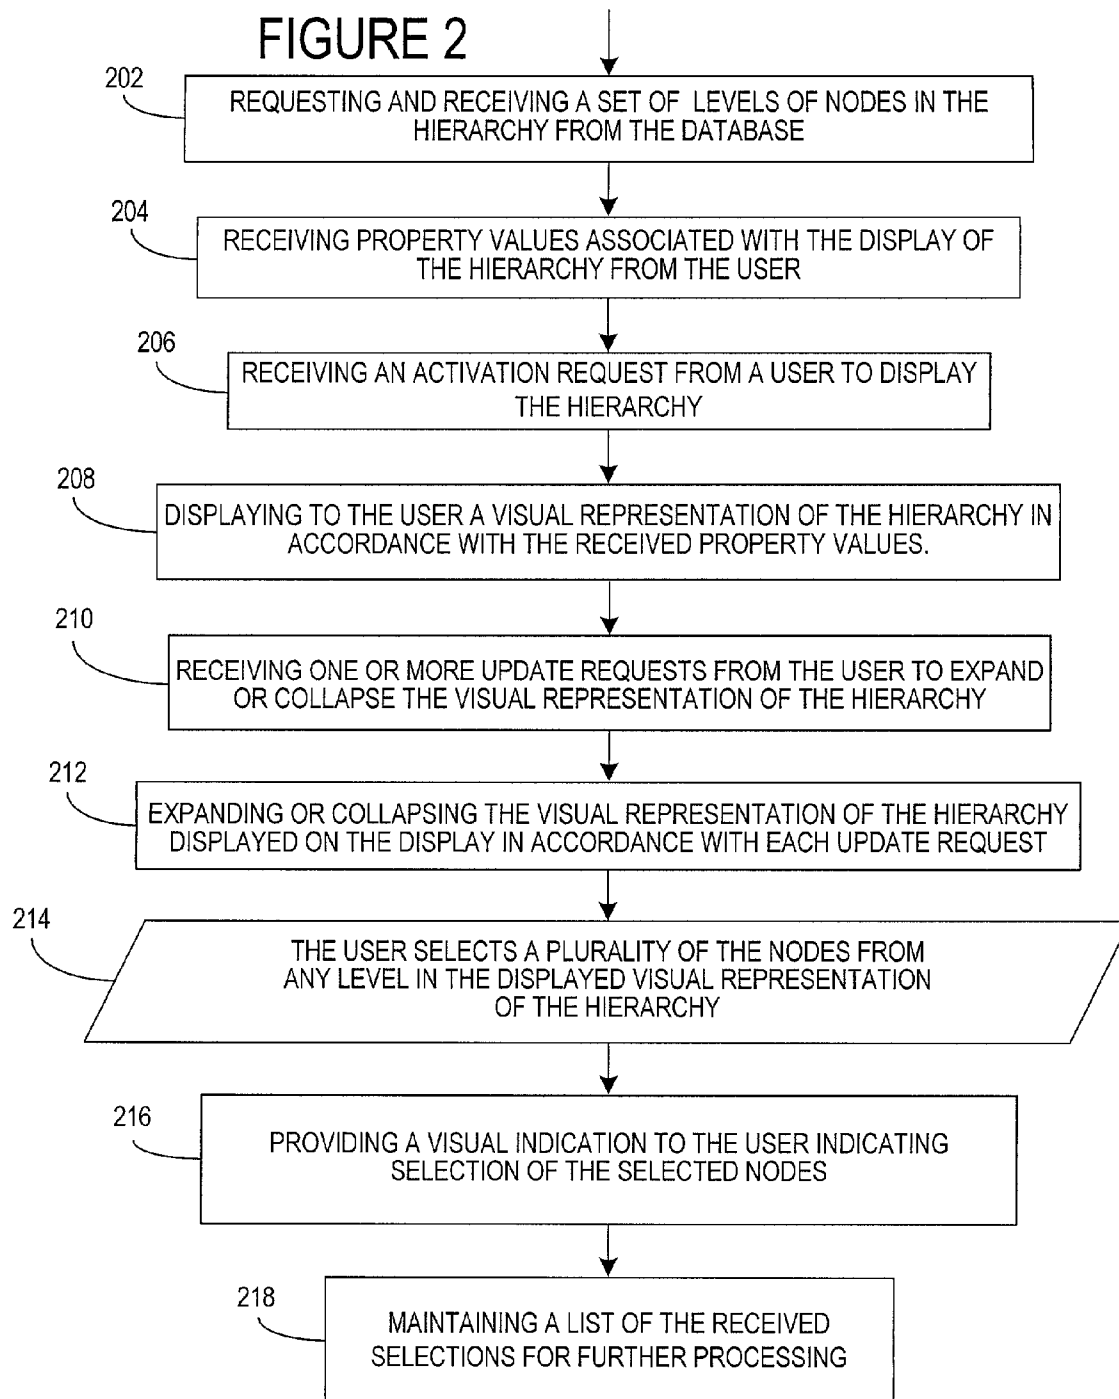 FIGURE 2
202
REQUESTING AND RECEIVING A SET OF LEVELS OF NODES IN THE
HIERARCHY FROM THE DATABASE
204
RECEIVING PROPERTY VALUES ASSOCIATED WITH THE DISPLAY OF
THE HIERARCHY FROM THE USER
206
RECEIVING AN ACTIVATION REQUEST FROM A USER TO DISPLAY
THE HIERARCHY
208
DISPLAYING TO THE USER A VISUAL REPRESENTATION OF THE HIERARCHY IN
ACCORDANCE WITH THE RECEIVED PROPERTY VALUES.
210
RECEIVING ONE OR MORE UPDATE REQUESTS FROM THE USER TO EXPAND
OR COLLAPSE THE VISUAL REPRESENTATION OF THE HIERARCHY
212
EXPANDING OR COLLAPSING THE VISUAL REPRESENTATION OF THE HIERARCHY
DISPLAYED ON THE DISPLAY IN ACCORDANCE WITH EACH UPDATE REQUEST
214
THE USER SELECTS A PLURALITY OF THE NODES FROM
ANY LEVEL IN THE DISPLAYED VISUAL REPRESENTATION
OF THE HIERARCHY
216
PROVIDING A VISUAL INDICATION TO THE USER INDICATING
SELECTION OF THE SELECTED NODES
218
MAINTAINING A LIST OF THE RECEIVED
SELECTIONS FOR FURTHER PROCESSING